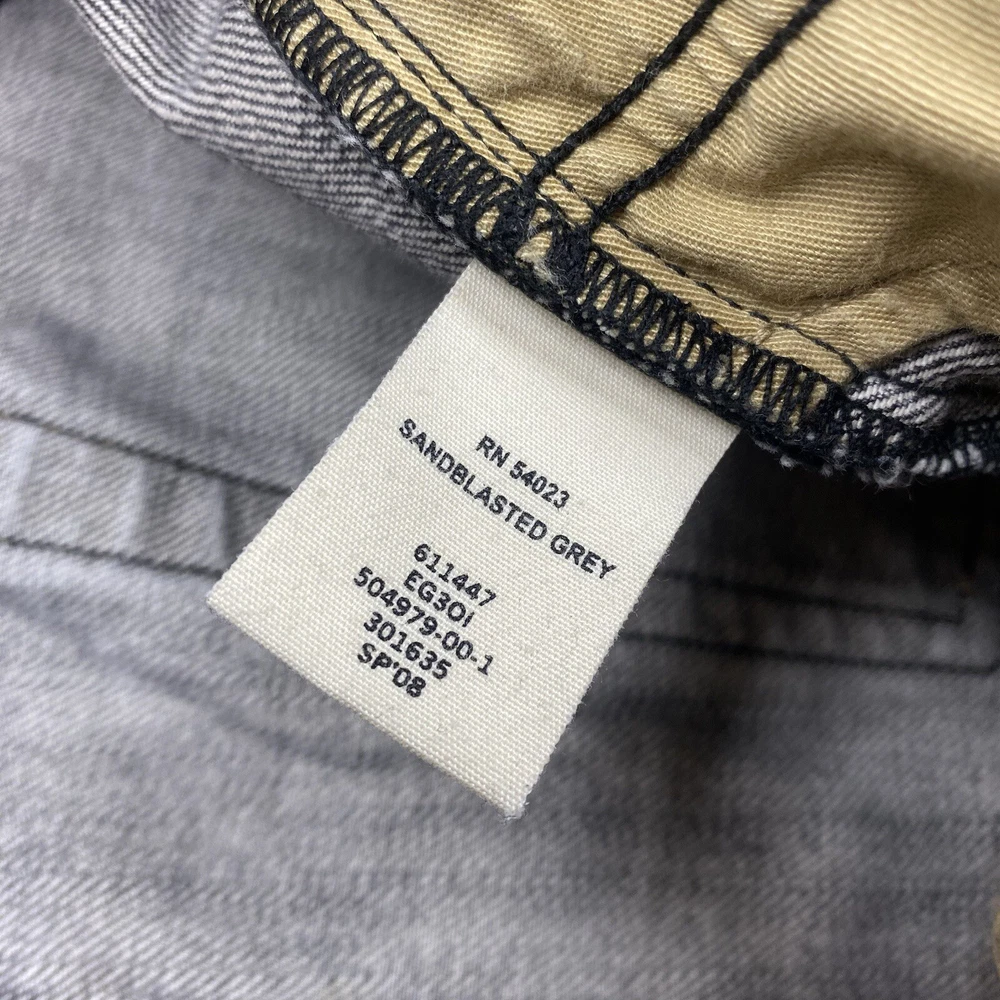 RN 54023
SANDBLASTED GREY
611447
EG3OI
504979-00-1
301635
SP'08